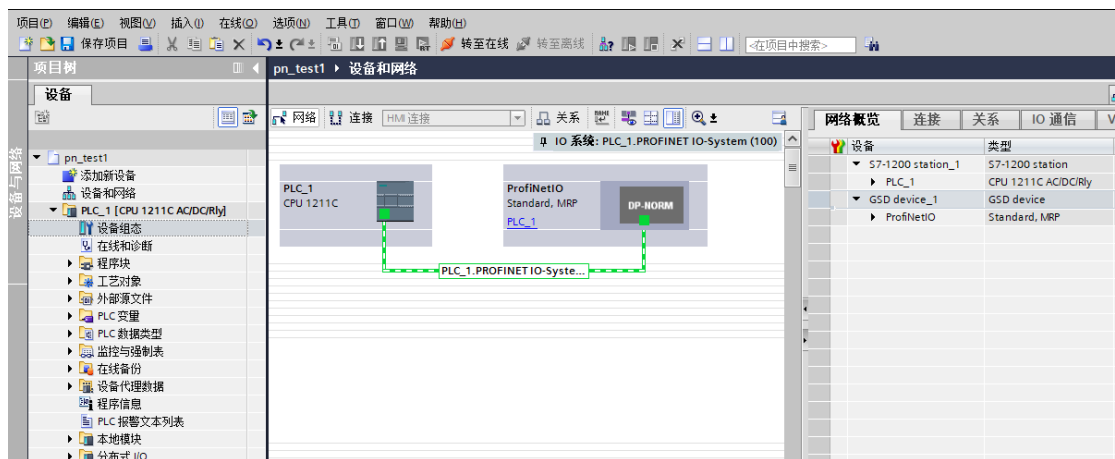 项目(P) 编辑(E) 视图(V) 插入(I) 在线(O) 选项(N) 工具(T) 窗口(W) 帮助(H)
保存项目 转至在线 转至离线 <在项目中搜索>
项目树
pn_test1 ▸ 设备和网络
设备
网络 连接 HMI 连接 关系
网络概览 连接 关系 IO 通信 V
IO 系统: PLC_1.PROFINET IO-System (100)
设备与网络
pn_test1
添加新设备
设备和网络
PLC_1 [CPU 1211C AC/DC/Rly]
设备组态
在线和诊断
程序块
工艺对象
外部源文件
PLC 变量
PLC 数据类型
监控与强制表
在线备份
设备代理数据
程序信息
PLC 报警文本列表
本地模块
分布式 I/O
PLC_1
CPU 1211C
ProfiNetIO
Standard, MRP
PLC_1
DP-NORM
PLC_1.PROFINET IO-Syste...
设备 类型
S7-1200 station_1 S7-1200 station
PLC_1 CPU 1211C AC/DC/Rly
GSD device_1 GSD device
ProfiNetIO Standard, MRP